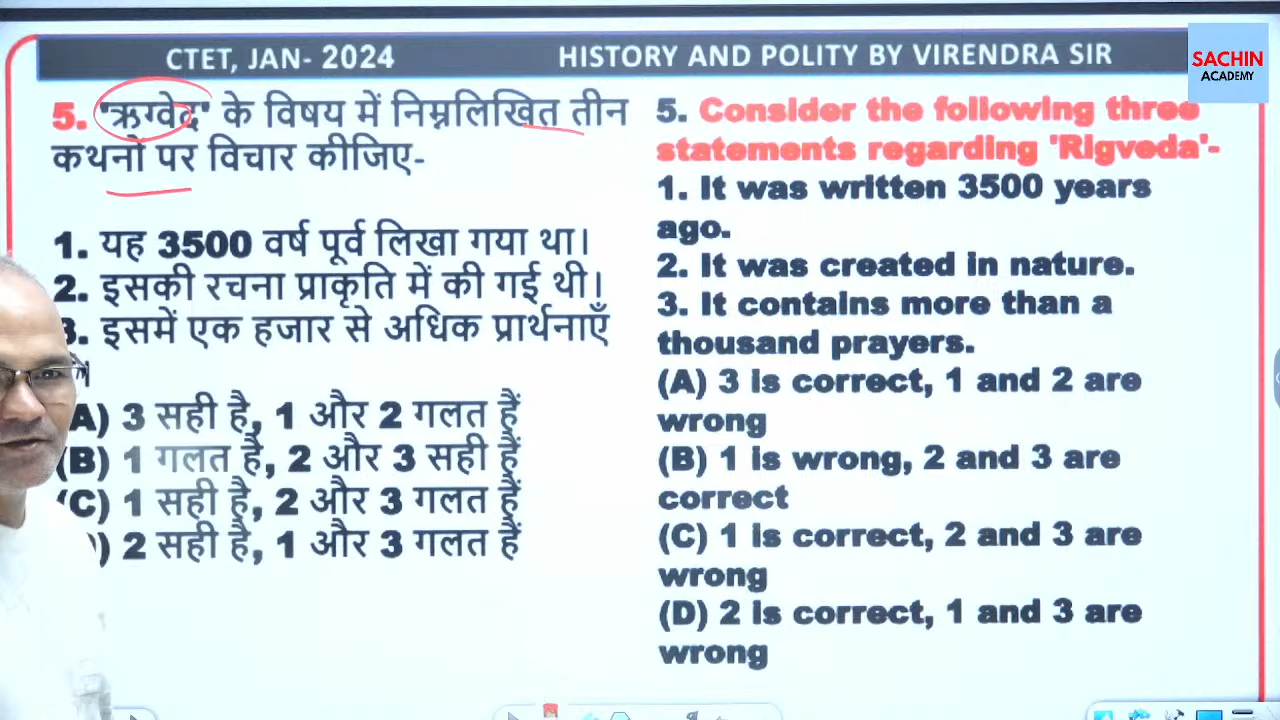 CTET, JAN- 2024
HISTORY AND POLITY BY VIRENDRA SIR
SACHIN
ACADEMY
5. 'ऋग्वेद' के विषय में निम्नलिखित तीन
कथनों पर विचार कीजिए-
1. यह 3500 वर्ष पूर्व लिखा गया था।
2. इसकी रचना प्राकृति में की गई थी।
3. इसमें एक हजार से अधिक प्रार्थनाएँ
A) 3 सही है, 1 और 2 गलत हैं
(B) 1 गलत है, 2 और 3 सही हैं
(C) 1 सही है, 2 और 3 गलत हैं
) 2 सही है, 1 और 3 गलत हैं
5. Consider the following three
statements regarding 'Rigveda'-
1. It was written 3500 years
ago.
2. It was created in nature.
3. It contains more than a
thousand prayers.
(A) 3 is correct, 1 and 2 are
wrong
(B) 1 is wrong, 2 and 3 are
correct
(C) 1 is correct, 2 and 3 are
wrong
(D) 2 is correct, 1 and 3 are
wrong